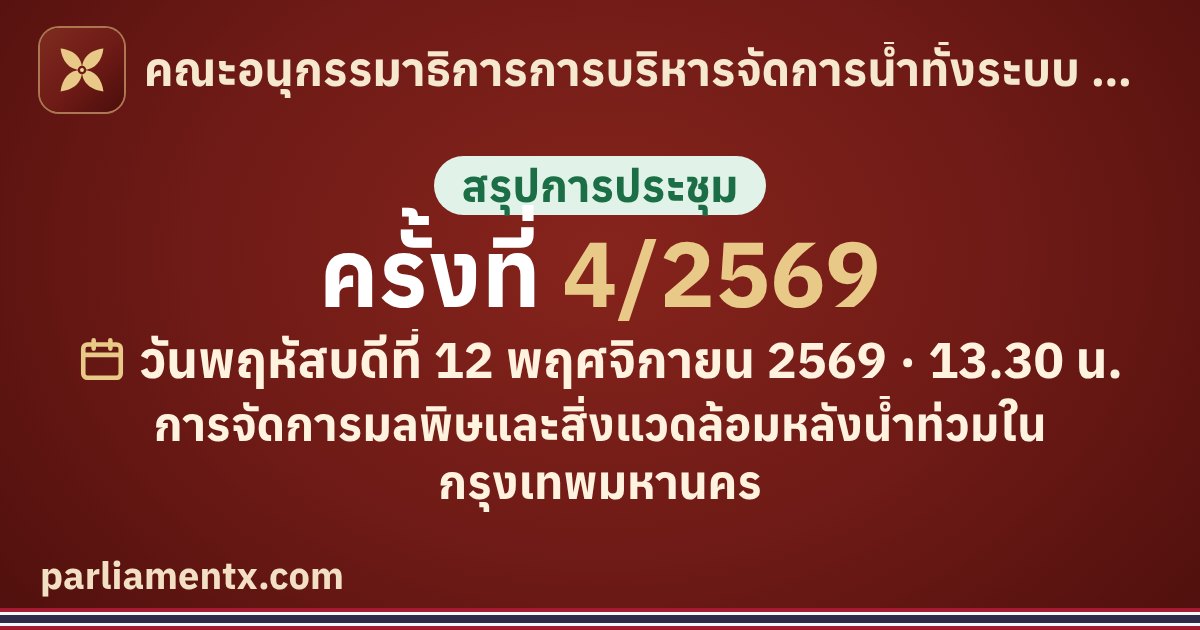 คณะอนุกรรมาธิการการบริหารจัดการน้ำทั้งระบบ ...
สรุปการประชุม
ครั้งที่ 4/2569
วันพฤหัสบดีที่ 12 พฤศจิกายน 2569 · 13.30 น.
การจัดการมลพิษและสิ่งแวดล้อมหลังน้ำท่วมใน
กรุงเทพมหานคร
parliamentx.com